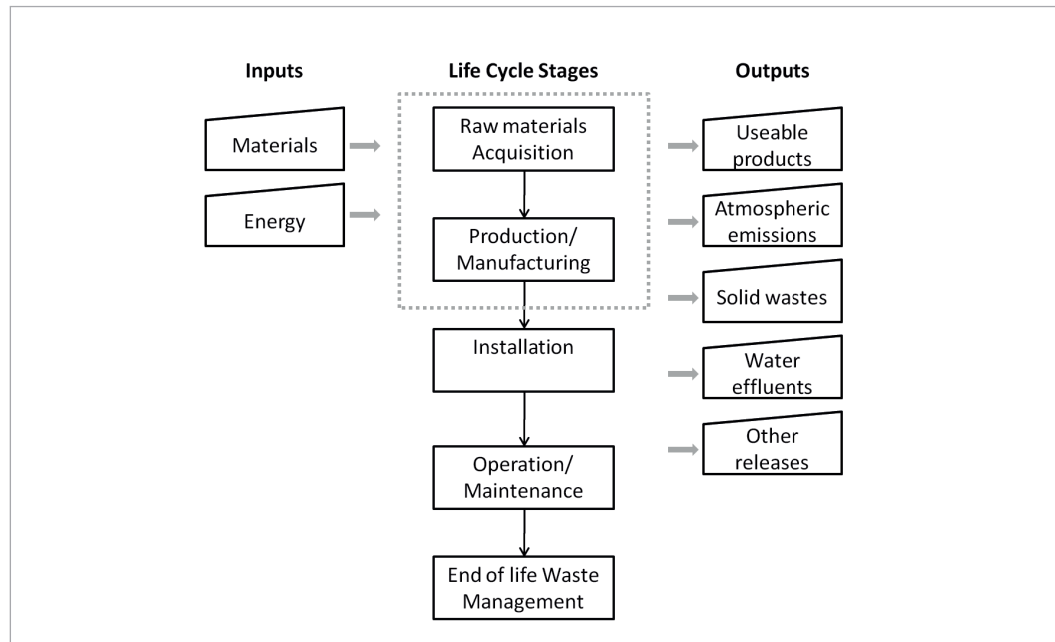 Inputs
Life Cycle Stages
Outputs
Materials
Energy
Raw materials
Acquisition
Production/
Manufacturing
Installation
Operation/
Maintenance
End of life Waste
Management
Useable
products
Atmospheric
emissions
Solid wastes
Water
effluents
Other
releases